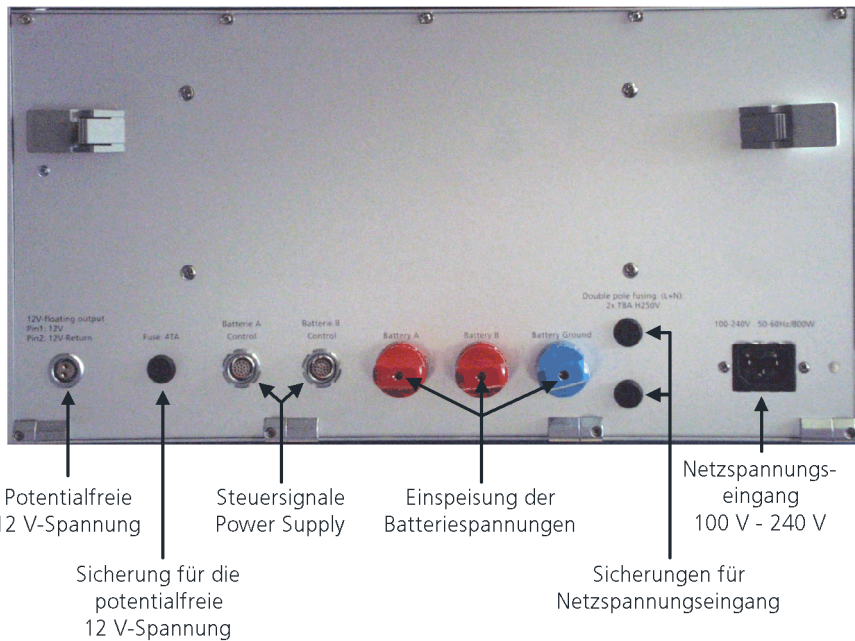 12V-floating output
Pin1: 12V
Pin2: 12V-Return
Fuse: 4TA
Batterie A
Control
Batterie B
Control
Battery A
Battery B
Battery Ground
Double pole fusing: (L+N):
2x T8A H250V
100-240V 50-60Hz/800W
Potentialfreie
12 V-Spannung
Steuersignale
Power Supply
Einspeisung der
Batteriespannungen
Netzspannungs-
eingang
100 V - 240 V
Sicherung für die
potentialfreie
12 V-Spannung
Sicherungen für
Netzspannungseingang